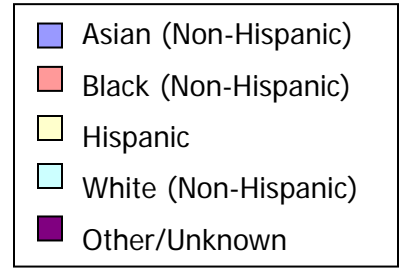 Asian (Non-Hispanic)
Black (Non-Hispanic)
Hispanic
White (Non-Hispanic)
Other/Unknown